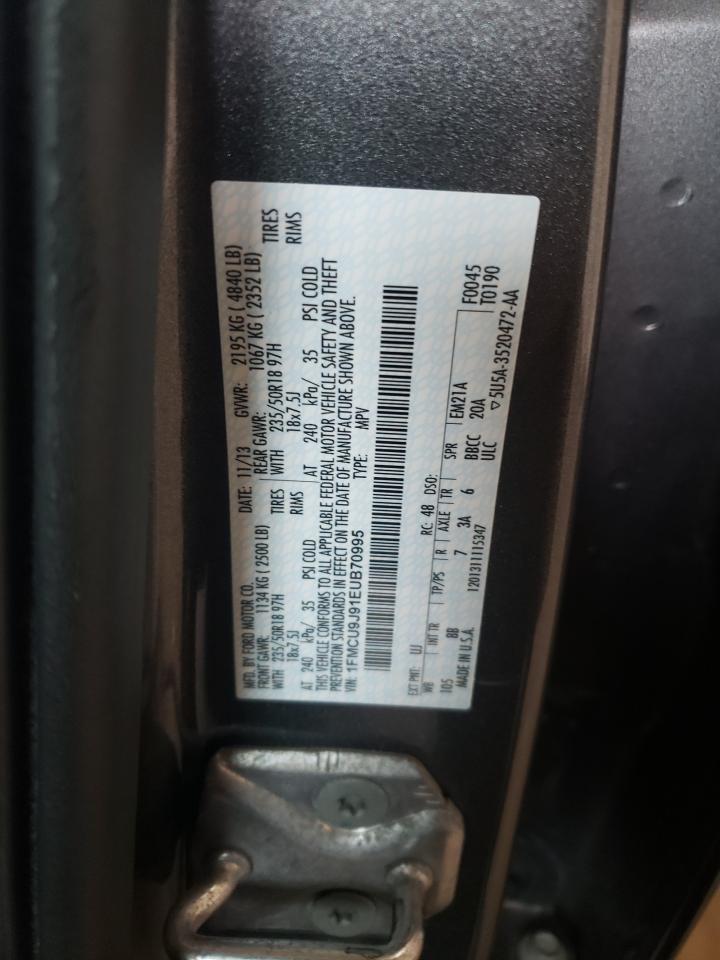 MFD. BY FORD MOTOR CO. DATE: 11/13 GVWR: 2195 KG ( 4840 LB)
FRONT GAWR: 1134 KG ( 2500 LB) REAR GAWR: 1067 KG ( 2352 LB)
WITH 235/50R18 97H TIRES WITH 235/50R18 97H TIRES
18x7.5J RIMS 18x7.5J RIMS
AT 240 kPa/ 35 PSI COLD AT 240 kPa/ 35 PSI COLD
THIS VEHICLE CONFORMS TO ALL APPLICABLE FEDERAL MOTOR VEHICLE SAFETY AND THEFT
PREVENTION STANDARDS IN EFFECT ON THE DATE OF MANUFACTURE SHOWN ABOVE.
VIN: 1FMCU9J91EUB70995 TYPE: MPV
EXT PNT: UJ RC: 48 DSO: F0045
WB INT TR TP/PS R AXLE TR SPR EM21A T0190
105 BB 7 3A 6 BBCC 20A
MADE IN U.S.A. ULC ▽5U5A-3520472-AA
1201311115347